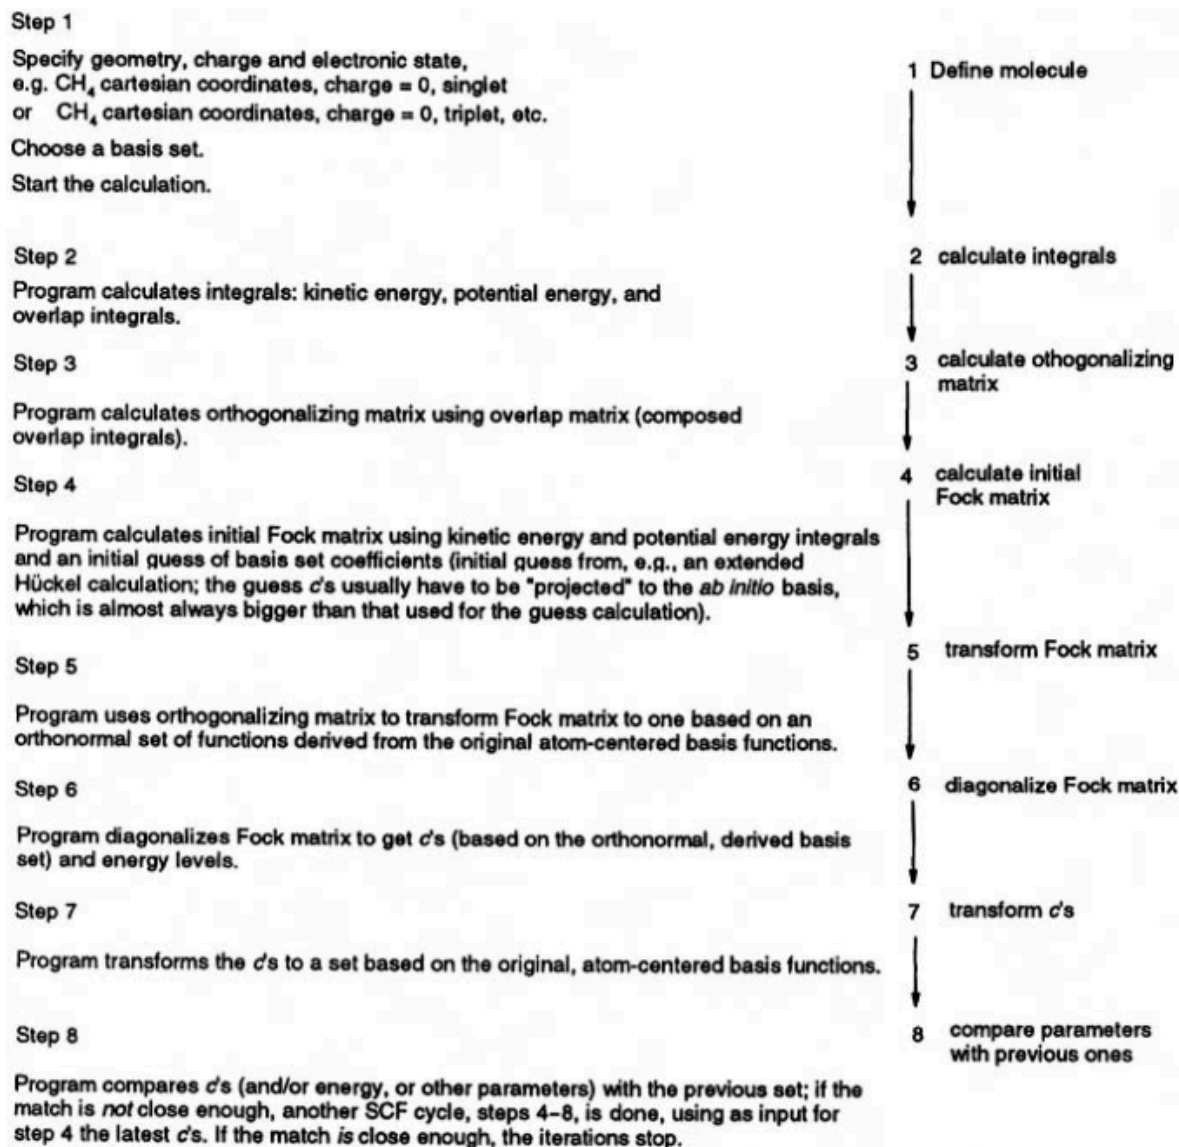 Step 1
Specify geometry, charge and electronic state,
e.g. CH4 cartesian coordinates, charge = 0, singlet
or CH4 cartesian coordinates, charge = 0, triplet, etc.
Choose a basis set.
Start the calculation.
1 Define molecule
Step 2
Program calculates integrals: kinetic energy, potential energy, and
overlap integrals.
2 calculate integrals
Step 3
Program calculates orthogonalizing matrix using overlap matrix (composed
overlap integrals).
3 calculate othogonalizing
matrix
Step 4
Program calculates initial Fock matrix using kinetic energy and potential energy integrals
and an initial guess of basis set coefficients (initial guess from, e.g., an extended
Hückel calculation; the guess c's usually have to be "projected" to the ab initio basis,
which is almost always bigger than that used for the guess calculation).
4 calculate initial
Fock matrix
Step 5
Program uses orthogonalizing matrix to transform Fock matrix to one based on an
orthonormal set of functions derived from the original atom-centered basis functions.
5 transform Fock matrix
Step 6
Program diagonalizes Fock matrix to get c's (based on the orthonormal, derived basis
set) and energy levels.
6 diagonalize Fock matrix
Step 7
Program transforms the c's to a set based on the original, atom-centered basis functions.
7 transform c's
Step 8
Program compares c's (and/or energy, or other parameters) with the previous set; if the
match is not close enough, another SCF cycle, steps 4–8, is done, using as input for
step 4 the latest c's. If the match is close enough, the iterations stop.
8 compare parameters
with previous ones